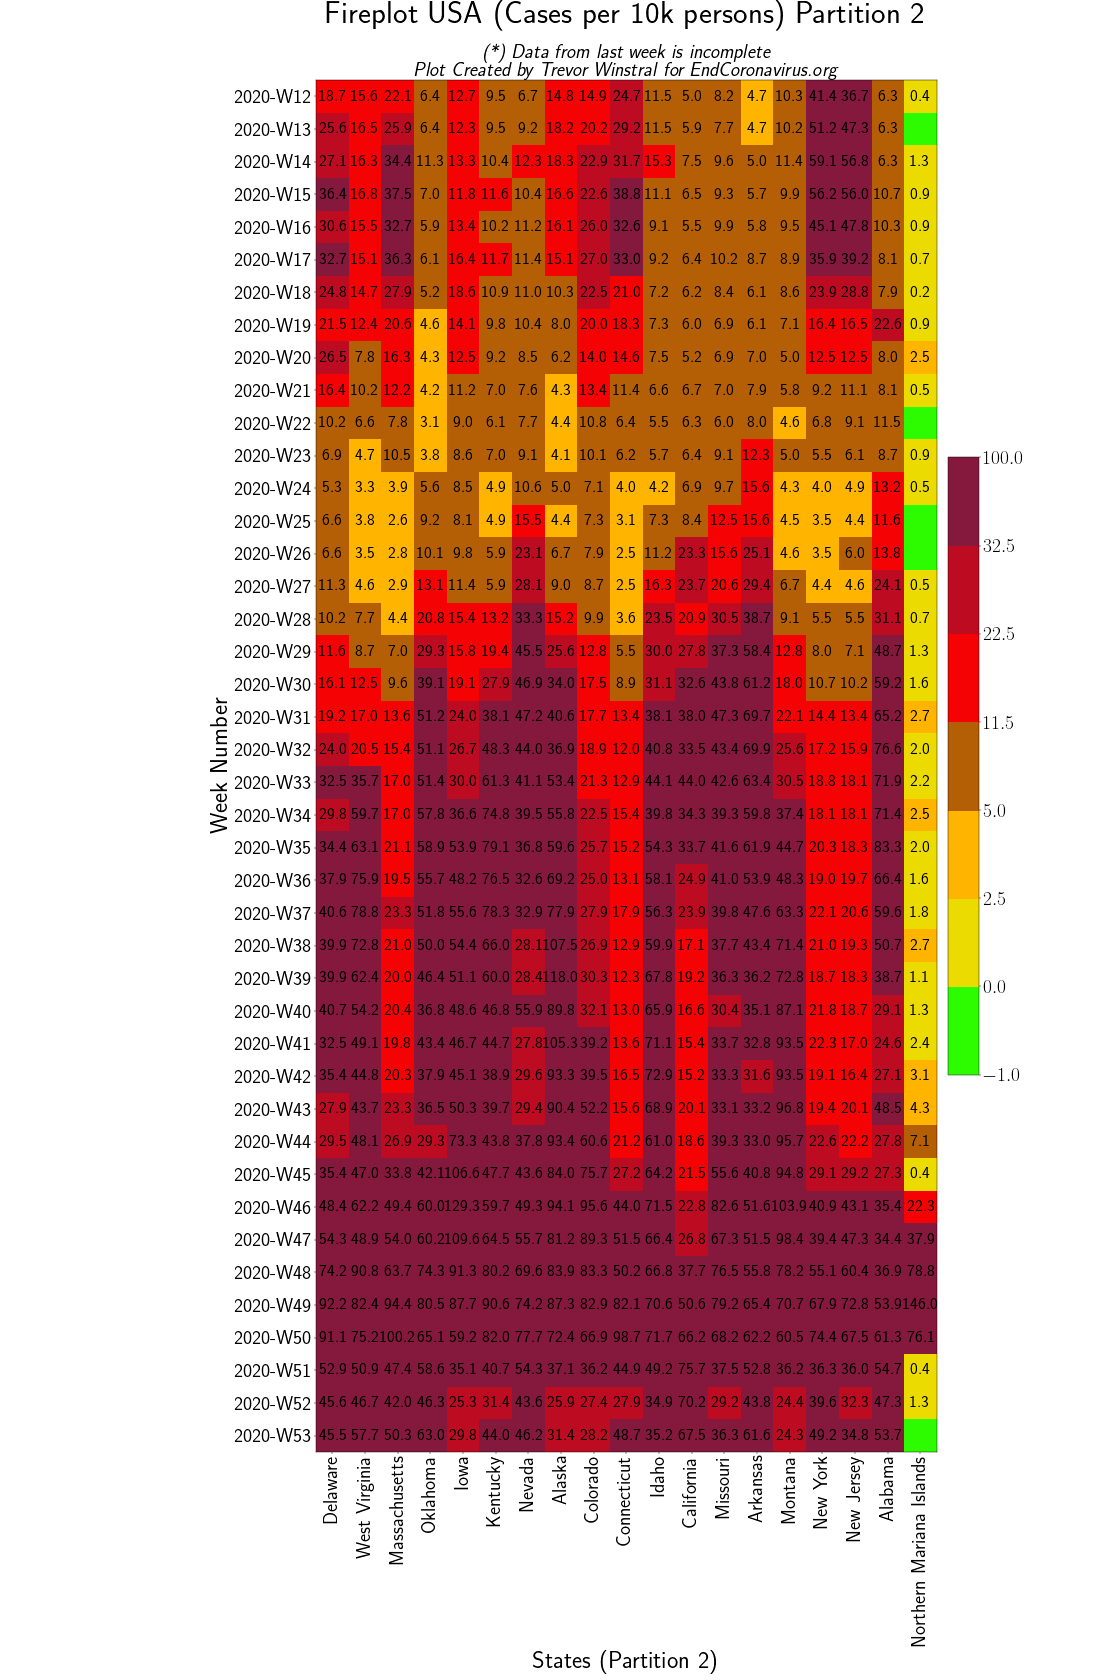 Fireplot USA (Cases per 10k persons) Partition 2
(*) Data from last week is incomplete
Plot Created by Trevor Winstral for EndCoronavirus.org
2020-W12 18.7 15.6 22.1 6.4 12.7 9.5 6.7 14.8 14.9 24.7 11.5 5.0 8.2 4.7 10.3 41.4 36.7 6.3 0.4
2020-W13 25.6 16.5 25.9 6.4 12.3 9.5 9.2 18.2 20.2 29.2 11.5 5.9 7.7 4.7 10.2 51.2 47.3 6.3
2020-W14 27.1 16.3 34.4 11.3 13.3 10.4 12.3 18.3 22.9 31.7 15.3 7.5 9.6 5.0 11.4 59.1 56.8 6.3 1.3
2020-W15 36.4 16.8 37.5 7.0 11.8 11.6 10.4 16.6 22.6 38.8 11.1 6.5 9.3 5.7 9.9 56.2 56.0 10.7 0.9
2020-W16 30.6 15.5 32.7 5.9 13.4 10.2 11.2 16.1 26.0 32.6 9.1 5.5 9.9 5.8 9.5 45.1 47.8 10.3 0.9
2020-W17 32.7 15.1 36.3 6.1 16.4 11.7 11.4 15.1 27.0 33.0 9.2 6.4 10.2 8.7 8.9 35.9 39.2 8.1 0.7
2020-W18 24.8 14.7 27.9 5.2 18.6 10.9 11.0 10.3 22.5 21.0 7.2 6.2 8.4 6.1 8.6 23.9 28.8 7.9 0.2
2020-W19 21.5 12.4 20.6 4.6 14.1 9.8 10.4 8.0 20.0 18.3 7.3 6.0 6.9 6.1 7.1 16.4 16.5 22.6 0.9
2020-W20 26.5 7.8 16.3 4.3 12.5 9.2 8.5 6.2 14.0 14.6 7.5 5.2 6.9 7.0 5.0 12.5 12.5 8.0 2.5
2020-W21 16.4 10.2 12.2 4.2 11.2 7.0 7.6 4.3 13.4 11.4 6.6 6.7 7.0 7.9 5.8 9.2 11.1 8.1 0.5
2020-W22 10.2 6.6 7.8 3.1 9.0 6.1 7.7 4.4 10.8 6.4 5.5 6.3 6.0 8.0 4.6 6.8 9.1 11.5
2020-W23 6.9 4.7 10.5 3.8 8.6 7.0 9.1 4.1 10.1 6.2 5.7 6.4 9.1 12.3 5.0 5.5 6.1 8.7 0.9
2020-W24 5.3 3.3 3.9 5.6 8.5 4.9 10.6 5.0 7.1 4.0 4.2 6.9 9.7 15.6 4.3 4.0 4.9 13.2 0.5
2020-W25 6.6 3.8 2.6 9.2 8.1 4.9 15.5 4.4 7.3 3.1 7.3 8.4 12.5 15.6 4.5 3.5 4.4 11.6
2020-W26 6.6 3.5 2.8 10.1 9.8 5.9 23.1 6.7 7.9 2.5 11.2 23.3 15.6 25.1 4.6 3.5 6.0 13.8
2020-W27 11.3 4.6 2.9 13.1 11.4 5.9 28.1 9.0 8.7 2.5 16.3 23.7 20.6 29.4 6.7 4.4 4.6 24.1 0.5
2020-W28 10.2 7.7 4.4 20.8 15.4 13.2 33.3 15.2 9.9 3.6 23.5 20.9 30.5 38.7 9.1 5.5 5.5 31.1 0.7
2020-W29 11.6 8.7 7.0 29.3 15.8 19.4 45.5 25.6 12.8 5.5 30.0 27.8 37.3 58.4 12.8 8.0 7.1 48.7 1.3
2020-W30 16.1 12.5 9.6 39.1 19.1 27.9 46.9 34.0 17.5 8.9 31.1 32.6 43.8 61.2 18.0 10.7 10.2 59.2 1.6
2020-W31 19.2 17.0 13.6 51.2 24.0 38.1 47.2 40.6 17.7 13.4 38.1 38.0 47.3 69.7 22.1 14.4 13.4 65.2 2.7
2020-W32 24.0 20.5 15.4 51.1 26.7 48.3 44.0 36.9 18.9 12.0 40.8 33.5 43.4 69.9 25.6 17.2 15.9 76.6 2.0
2020-W33 32.5 35.7 17.0 51.4 30.0 61.3 41.1 53.4 21.3 12.9 44.1 44.0 42.6 63.4 30.5 18.8 18.1 71.9 2.2
2020-W34 29.8 59.7 17.0 57.8 36.6 74.8 39.5 55.8 22.5 15.4 39.8 34.3 39.3 59.8 37.4 18.1 18.1 71.4 2.5
2020-W35 34.4 63.1 21.1 58.9 53.9 79.1 36.8 59.6 25.7 15.2 54.3 33.7 41.6 61.9 44.7 20.3 18.3 83.3 2.0
2020-W36 37.9 75.9 19.5 55.7 48.2 76.5 32.6 69.2 25.0 13.1 58.1 24.9 41.0 53.9 48.3 19.0 19.7 66.4 1.6
2020-W37 40.6 78.8 23.3 51.8 55.6 78.3 32.9 77.9 27.9 17.9 56.3 23.9 39.8 47.6 63.3 22.1 20.6 59.6 1.8
2020-W38 39.9 72.8 21.0 50.0 54.4 66.0 28.1 107.5 26.9 12.9 59.9 17.1 37.7 43.4 71.4 21.0 19.3 50.7 2.7
2020-W39 39.9 62.4 20.0 46.4 51.1 60.0 28.4 118.0 30.3 12.3 67.8 19.2 36.3 36.2 72.8 18.7 18.3 38.7 1.1
2020-W40 40.7 54.2 20.4 36.8 48.6 46.8 55.9 89.8 32.1 13.0 65.9 16.6 30.4 35.1 87.1 21.8 18.7 29.1 1.3
2020-W41 32.5 49.1 19.8 43.4 46.7 44.7 27.8 105.3 39.2 13.6 71.1 15.4 33.7 32.8 93.5 22.3 17.0 24.6 2.4
2020-W42 35.4 44.8 20.3 37.9 45.1 38.9 29.6 93.3 39.5 16.5 72.9 15.2 33.3 31.6 93.5 19.1 16.4 27.1 3.1
2020-W43 27.9 43.7 23.3 36.5 50.3 39.7 29.4 90.4 52.2 15.6 68.9 20.1 33.1 33.2 96.8 19.4 20.1 48.5 4.3
2020-W44 29.5 48.1 26.9 29.3 73.3 43.8 37.8 93.4 60.6 21.2 61.0 18.6 39.3 33.0 95.7 22.6 22.2 27.8 7.1
2020-W45 35.4 47.0 33.8 42.1 106.6 47.7 43.6 84.0 75.7 27.2 64.2 21.5 55.6 40.8 94.8 29.1 29.2 27.3 0.4
2020-W46 48.4 62.2 49.4 60.0 129.3 59.7 49.3 94.1 95.6 44.0 71.5 22.8 82.6 51.6 103.9 40.9 43.1 35.4 22.3
2020-W47 54.3 48.9 54.0 60.2 109.6 64.5 55.7 81.2 89.3 51.5 66.4 26.8 67.3 51.5 98.4 39.4 47.3 34.4 37.9
2020-W48 74.2 90.8 63.7 74.3 91.3 80.2 69.6 83.9 83.3 50.2 66.8 37.7 76.5 55.8 78.2 55.1 60.4 36.9 78.8
2020-W49 92.2 82.4 94.4 80.5 87.7 90.6 74.2 87.3 82.9 82.1 70.6 50.6 79.2 65.4 70.7 67.9 72.8 53.9 146.0
2020-W50 91.1 75.2 100.2 65.1 59.2 82.0 77.7 72.4 66.9 98.7 71.7 66.2 68.2 62.2 60.5 74.4 67.5 61.3 76.1
2020-W51 52.9 50.9 47.4 58.6 35.1 40.7 54.3 37.1 36.2 44.9 49.2 75.7 37.5 52.8 36.2 36.3 36.0 54.7 0.4
2020-W52 45.6 46.7 42.0 46.3 25.3 31.4 43.6 25.9 27.4 27.9 34.9 70.2 29.2 43.8 24.4 39.6 32.3 47.3 1.3
2020-W53 45.5 57.7 50.3 63.0 29.8 44.0 46.2 31.4 28.2 48.7 35.2 67.5 36.3 61.6 24.3 49.2 34.8 53.7
Week Number
Delaware
West Virginia
Massachusetts
Oklahoma
Iowa
Kentucky
Nevada
Alaska
Colorado
Connecticut
Idaho
California
Missouri
Arkansas
Montana
New York
New Jersey
Alabama
Northern Mariana Islands
States (Partition 2)
100.0
32.5
22.5
11.5
5.0
2.5
0.0
−1.0